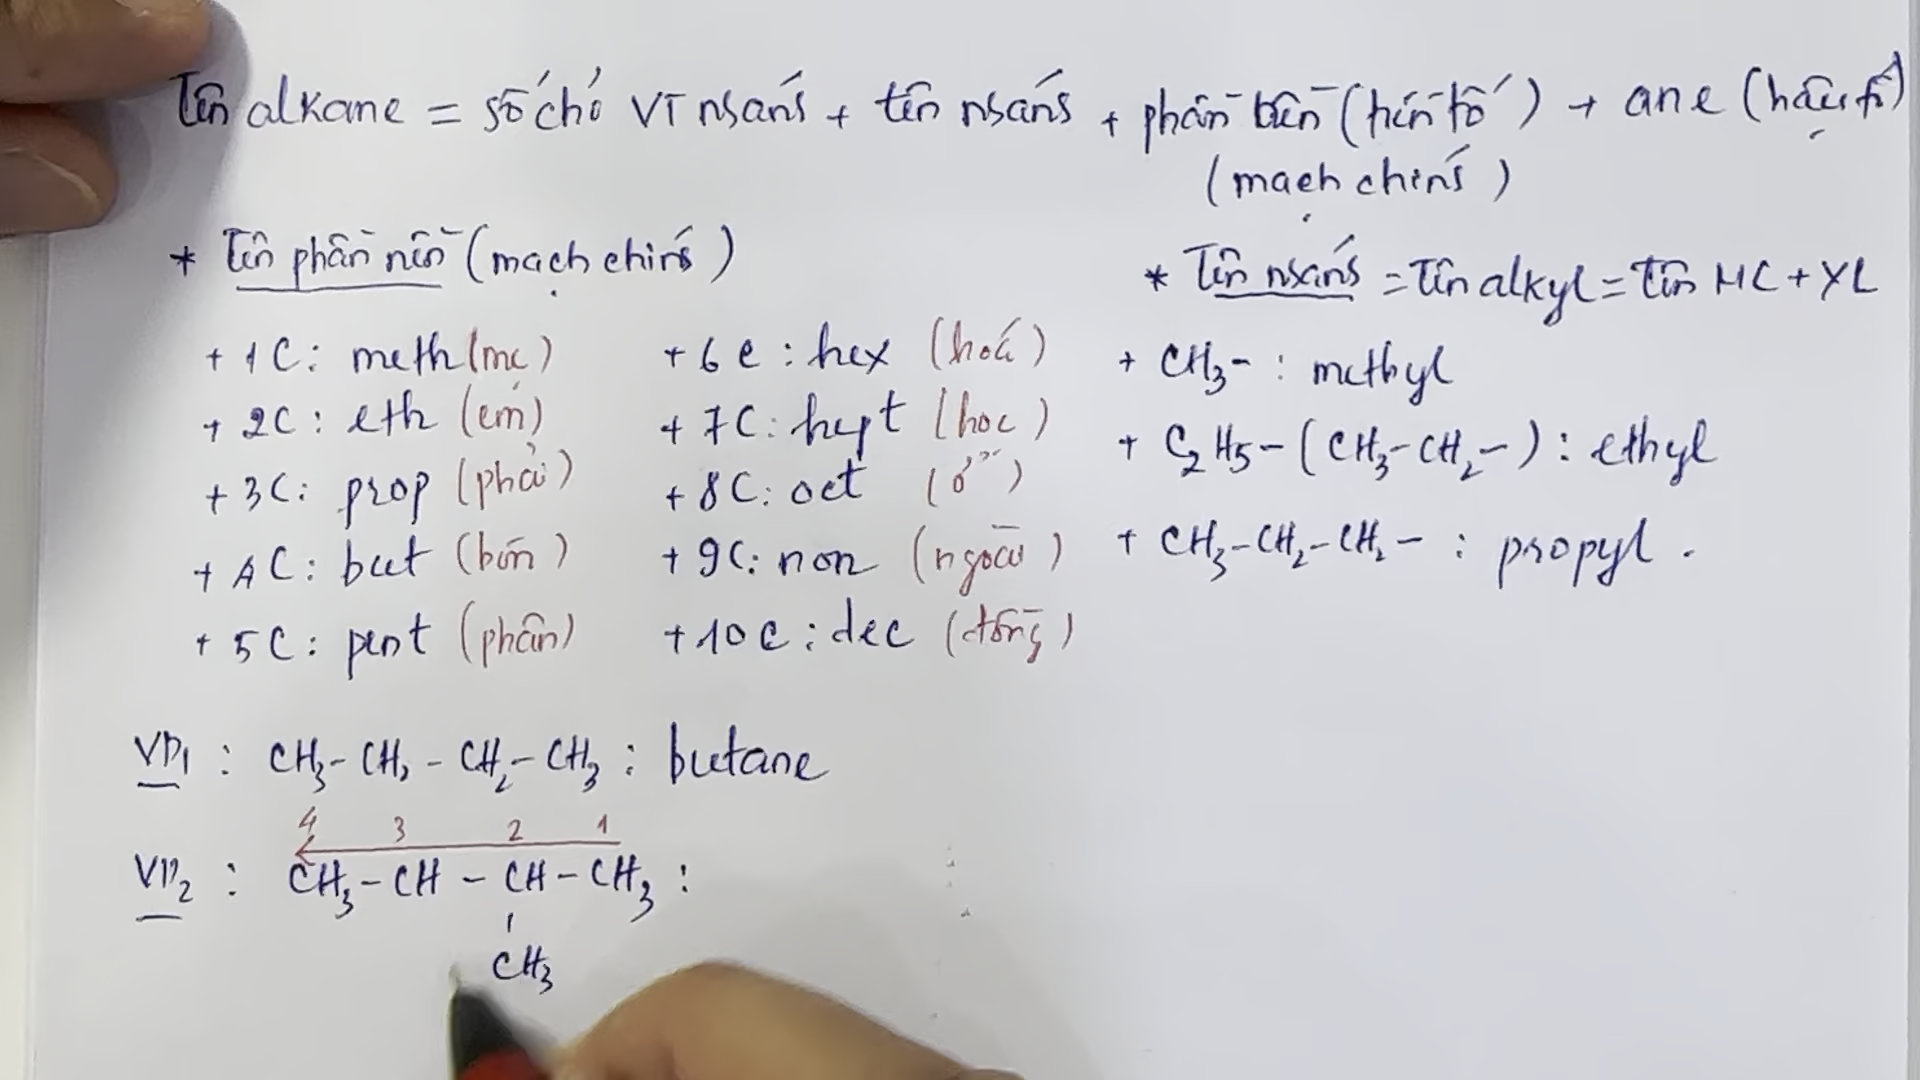 Tên alkane = số chỉ VT nhánh + tên nhánh + phần nền (tiền tố) + ane (hậu tố)
(mạch chính)
* Tên phần nền (mạch chính)
+ 1C: meth (mẹ)
+ 2C: eth (em)
+ 3C: prop (phải)
+ 4C: but (bón)
+ 5C: pent (phân)
+ 6C: hex (hoá)
+ 7C: hept (học)
+ 8C: oct (ở)
+ 9C: non (ngoài)
+ 10C: dec (đồng)
* Tên nhánh = Tên alkyl = tên HC + YL
+ CH3- : methyl
+ C2H5- (CH3-CH2-): ethyl
+ CH3-CH2-CH2- : propyl.
VD1 : CH3-CH2-CH2-CH3 : butane
4 3 2 1
VD2 : CH3-CH-CH-CH3 :
CH3